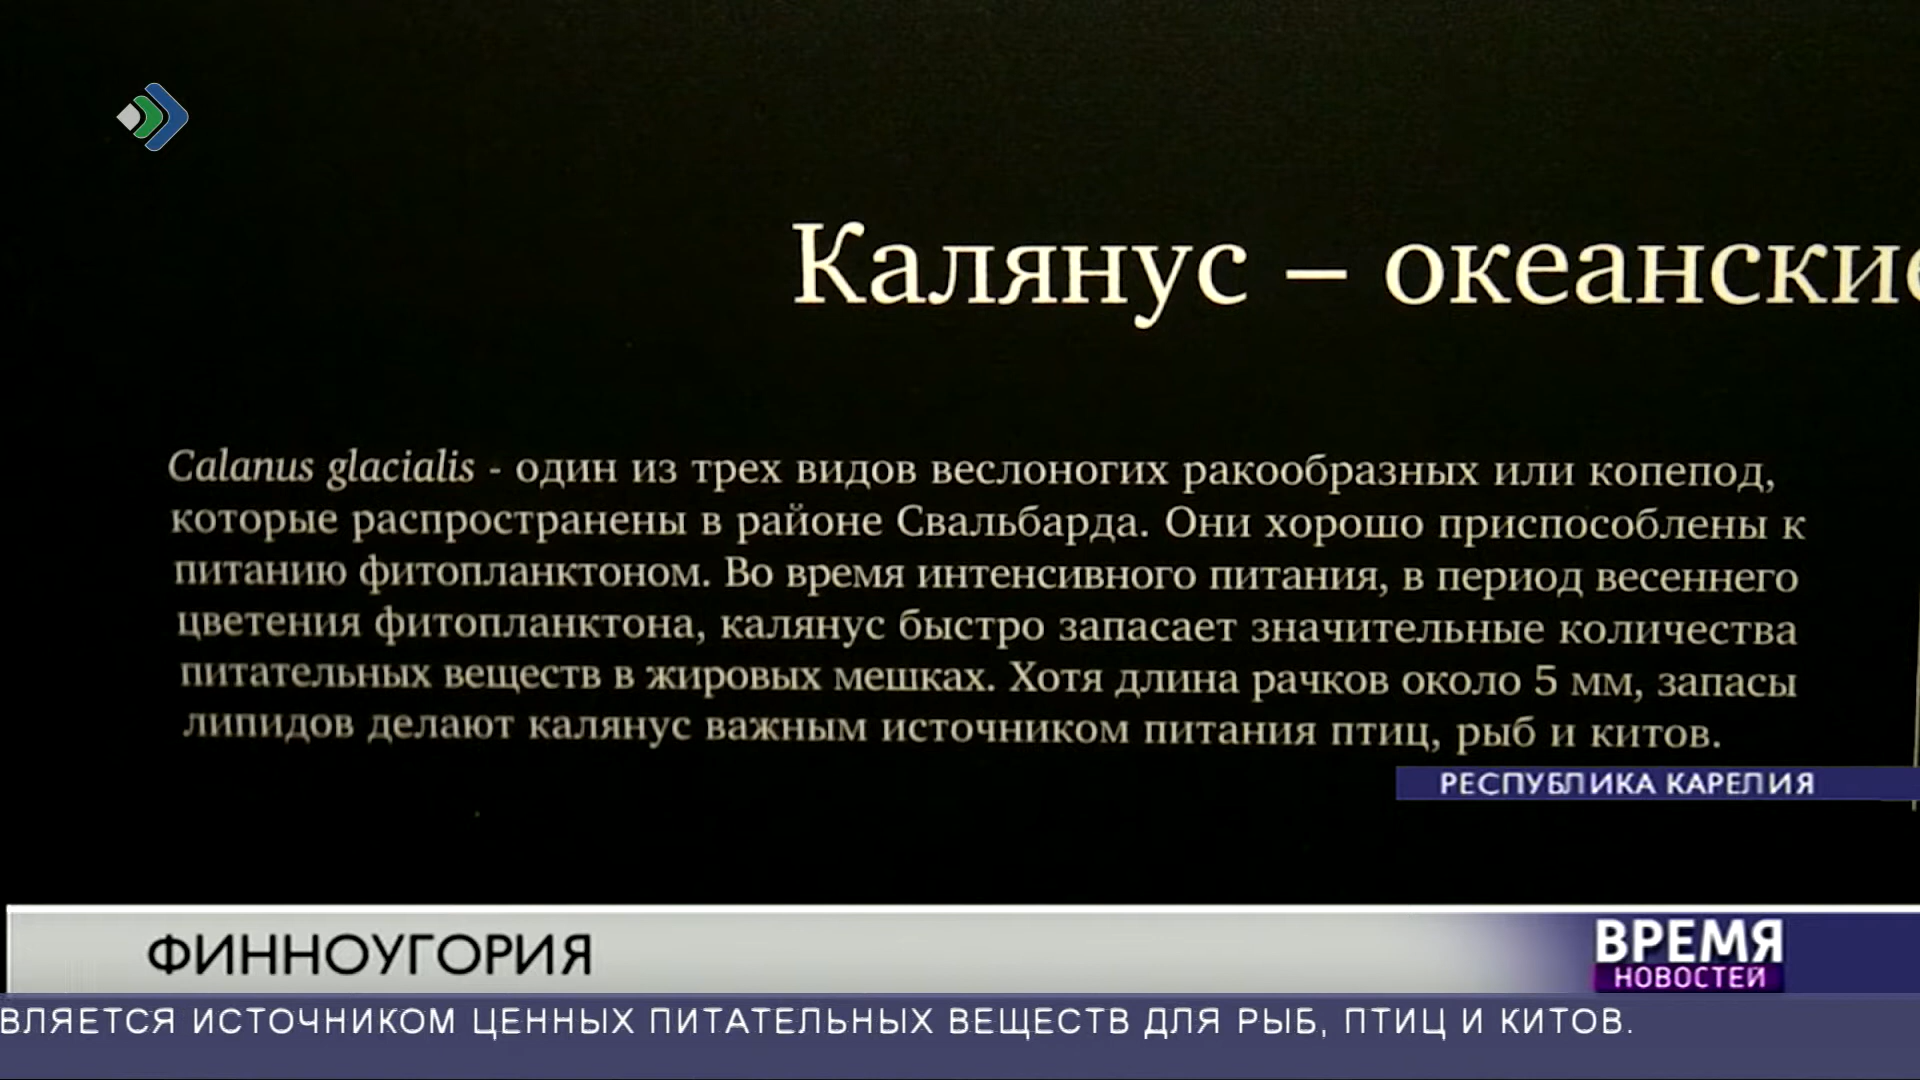 Калянус – океански
Calanus glacialis - один из трех видов веслоногих ракообразных или копепод,
которые распространены в районе Свальбарда. Они хорошо приспособлены к
питанию фитопланктоном. Во время интенсивного питания, в период весеннего
цветения фитопланктона, калянус быстро запасает значительные количества
питательных веществ в жировых мешках. Хотя длина рачков около 5 мм, запасы
липидов делают калянус важным источником питания птиц, рыб и китов.
РЕСПУБЛИКА КАРЕЛИЯ
ФИННОУГОРИЯ
ВРЕМЯ
НОВОСТЕЙ
ВЛЯЕТСЯ ИСТОЧНИКОМ ЦЕННЫХ ПИТАТЕЛЬНЫХ ВЕЩЕСТВ ДЛЯ РЫБ, ПТИЦ И КИТОВ.